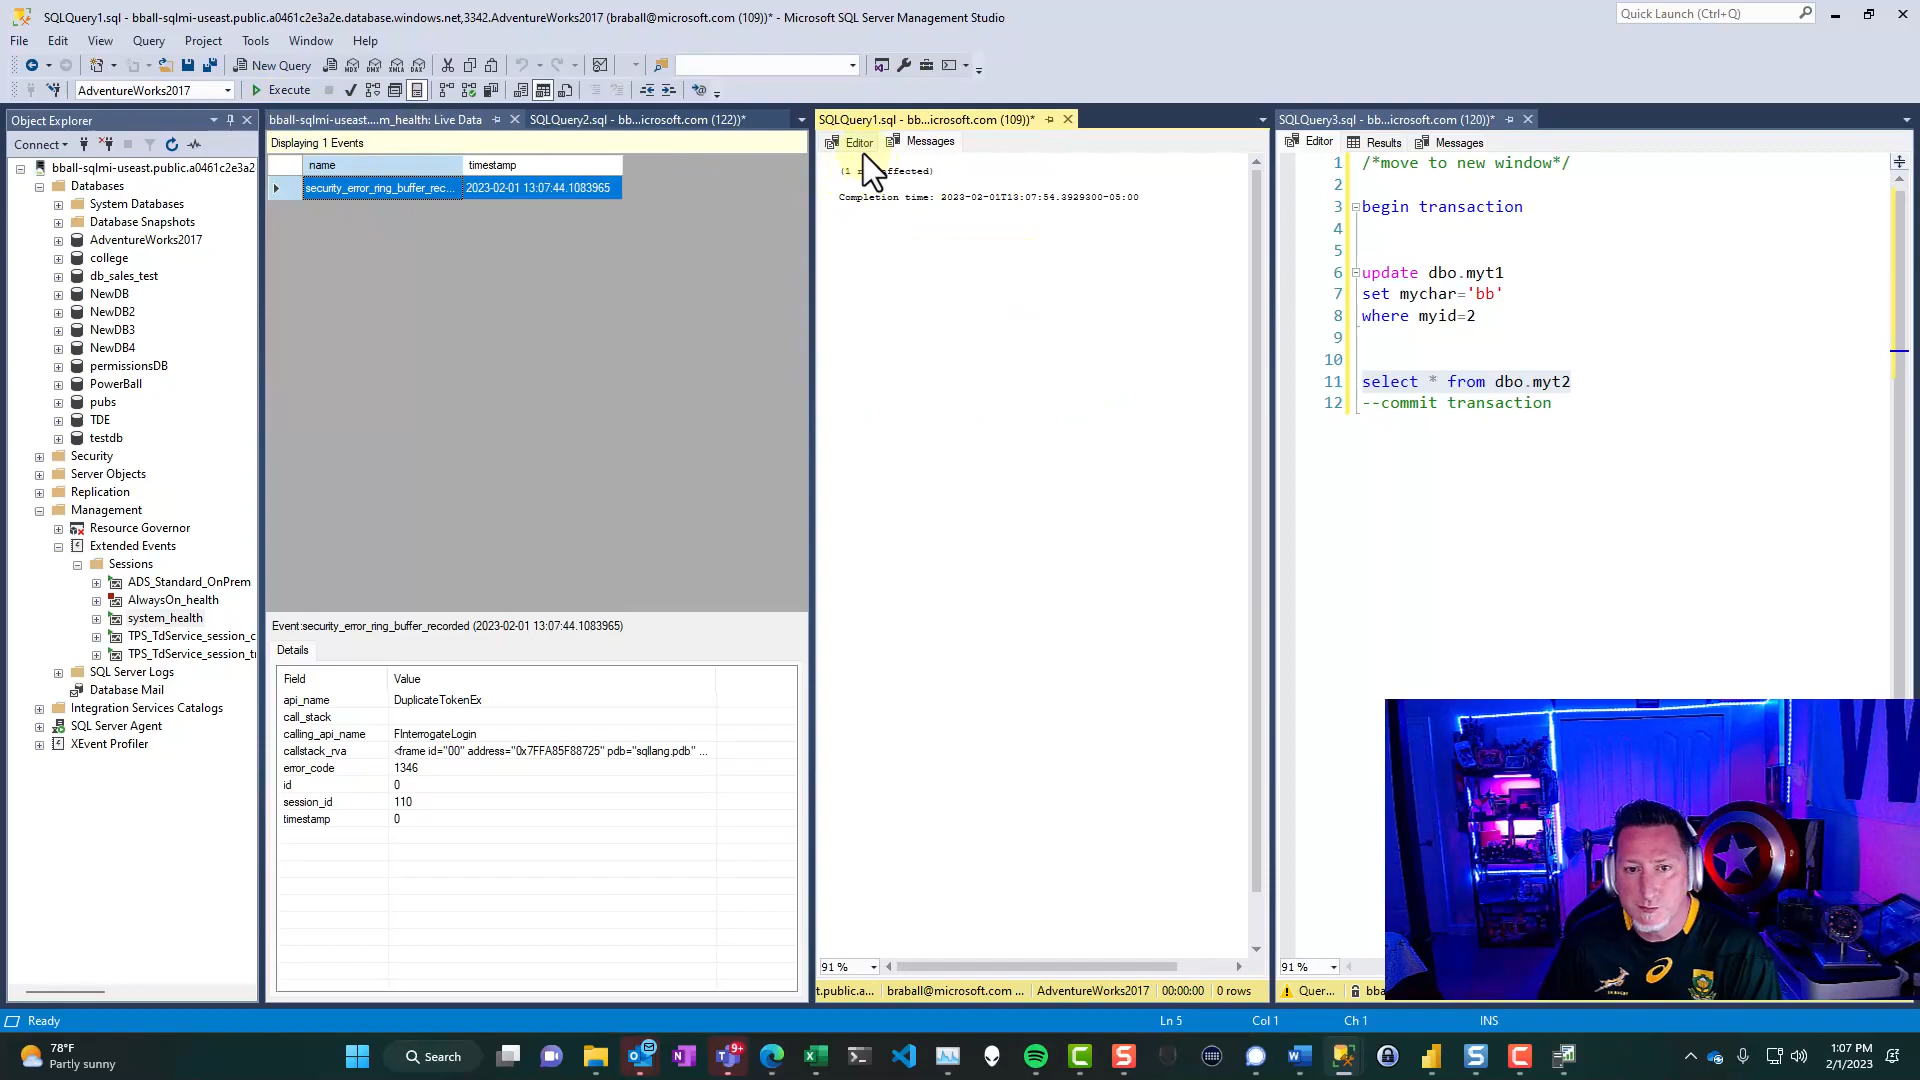 SQLQuery1.sql - bball-sqlmi-useast.public.a0461c2e3a2e.database.windows.net,3342.AdventureWorks2017 (braball@microsoft.com (109))* - Microsoft SQL Server Management Studio
Quick Launch (Ctrl+Q)
File Edit View Query Project Tools Window Help
New Query
AdventureWorks2017
Execute
Object Explorer
Connect
bball-sqlmi-useast.public.a0461c2e3a2
Databases
System Databases
Database Snapshots
AdventureWorks2017
college
db_sales_test
NewDB
NewDB2
NewDB3
NewDB4
permissionsDB
PowerBall
pubs
TDE
testdb
Security
Server Objects
Replication
Management
Resource Governor
Extended Events
Sessions
ADS_Standard_OnPrem
AlwaysOn_health
system_health
TPS_TdService_session_c
TPS_TdService_session_t
SQL Server Logs
Database Mail
Integration Services Catalogs
SQL Server Agent
XEvent Profiler
bball-sqlmi-useast....m_health: Live Data
SQLQuery2.sql - bb...icrosoft.com (122))*
Displaying 1 Events
name timestamp
security_error_ring_buffer_rec... 2023-02-01 13:07:44.1083965
Event:security_error_ring_buffer_recorded (2023-02-01 13:07:44.1083965)
Details
Field Value
api_name DuplicateTokenEx
call_stack
calling_api_name FInterrogateLogin
callstack_rva <frame id="00" address="0x7FFA85F88725" pdb="sqllang.pdb" ...
error_code 1346
id 0
session_id 110
timestamp 0
SQLQuery1.sql - bb...icrosoft.com (109))*
Editor Messages
(1 r ffected)
Completion time: 2023-02-01T13:07:54.3929300-05:00
91 %
t.public.a... braball@microsoft.com ... AdventureWorks2017 00:00:00 0 rows
SQLQuery3.sql - bb...icrosoft.com (120))*
Editor Results Messages
1 /*move to new window*/
2
3 begin transaction
4
5
6 update dbo.myt1
7 set mychar='bb'
8 where myid=2
9
10
11 select * from dbo.myt2
12 --commit transaction
91 %
Quer... bba
Ready
Ln 5 Col 1 Ch 1 INS
78°F
Partly sunny
Search
9+
1:07 PM
2/1/2023